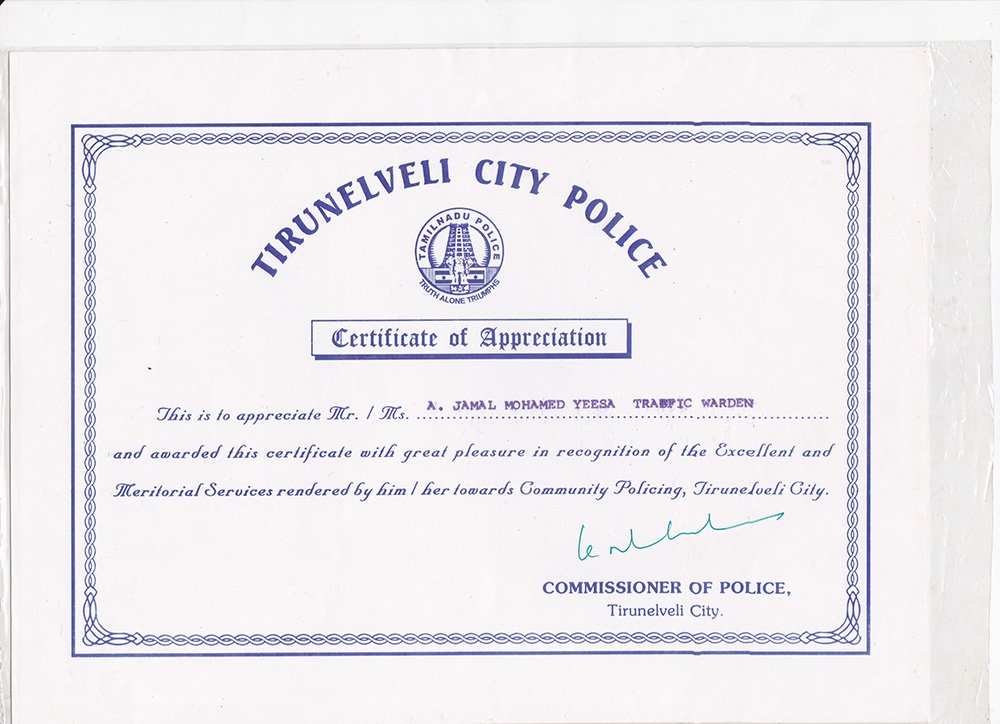 TIRUNELVELI CITY POLICE
TAMILNADU POLICE
TRUTH ALONE TRIUMPHS
Certificate of Appreciation
This is to appreciate Mr. / Ms. A. JAMAL MOHAMED YEESA TRAFFIC WARDEN
and awarded this certificate with great pleasure in recognition of the Excellent and
Meritorial Services rendered by him / her towards Community Policing, Tirunelveli City.
COMMISSIONER OF POLICE,
Tirunelveli City.